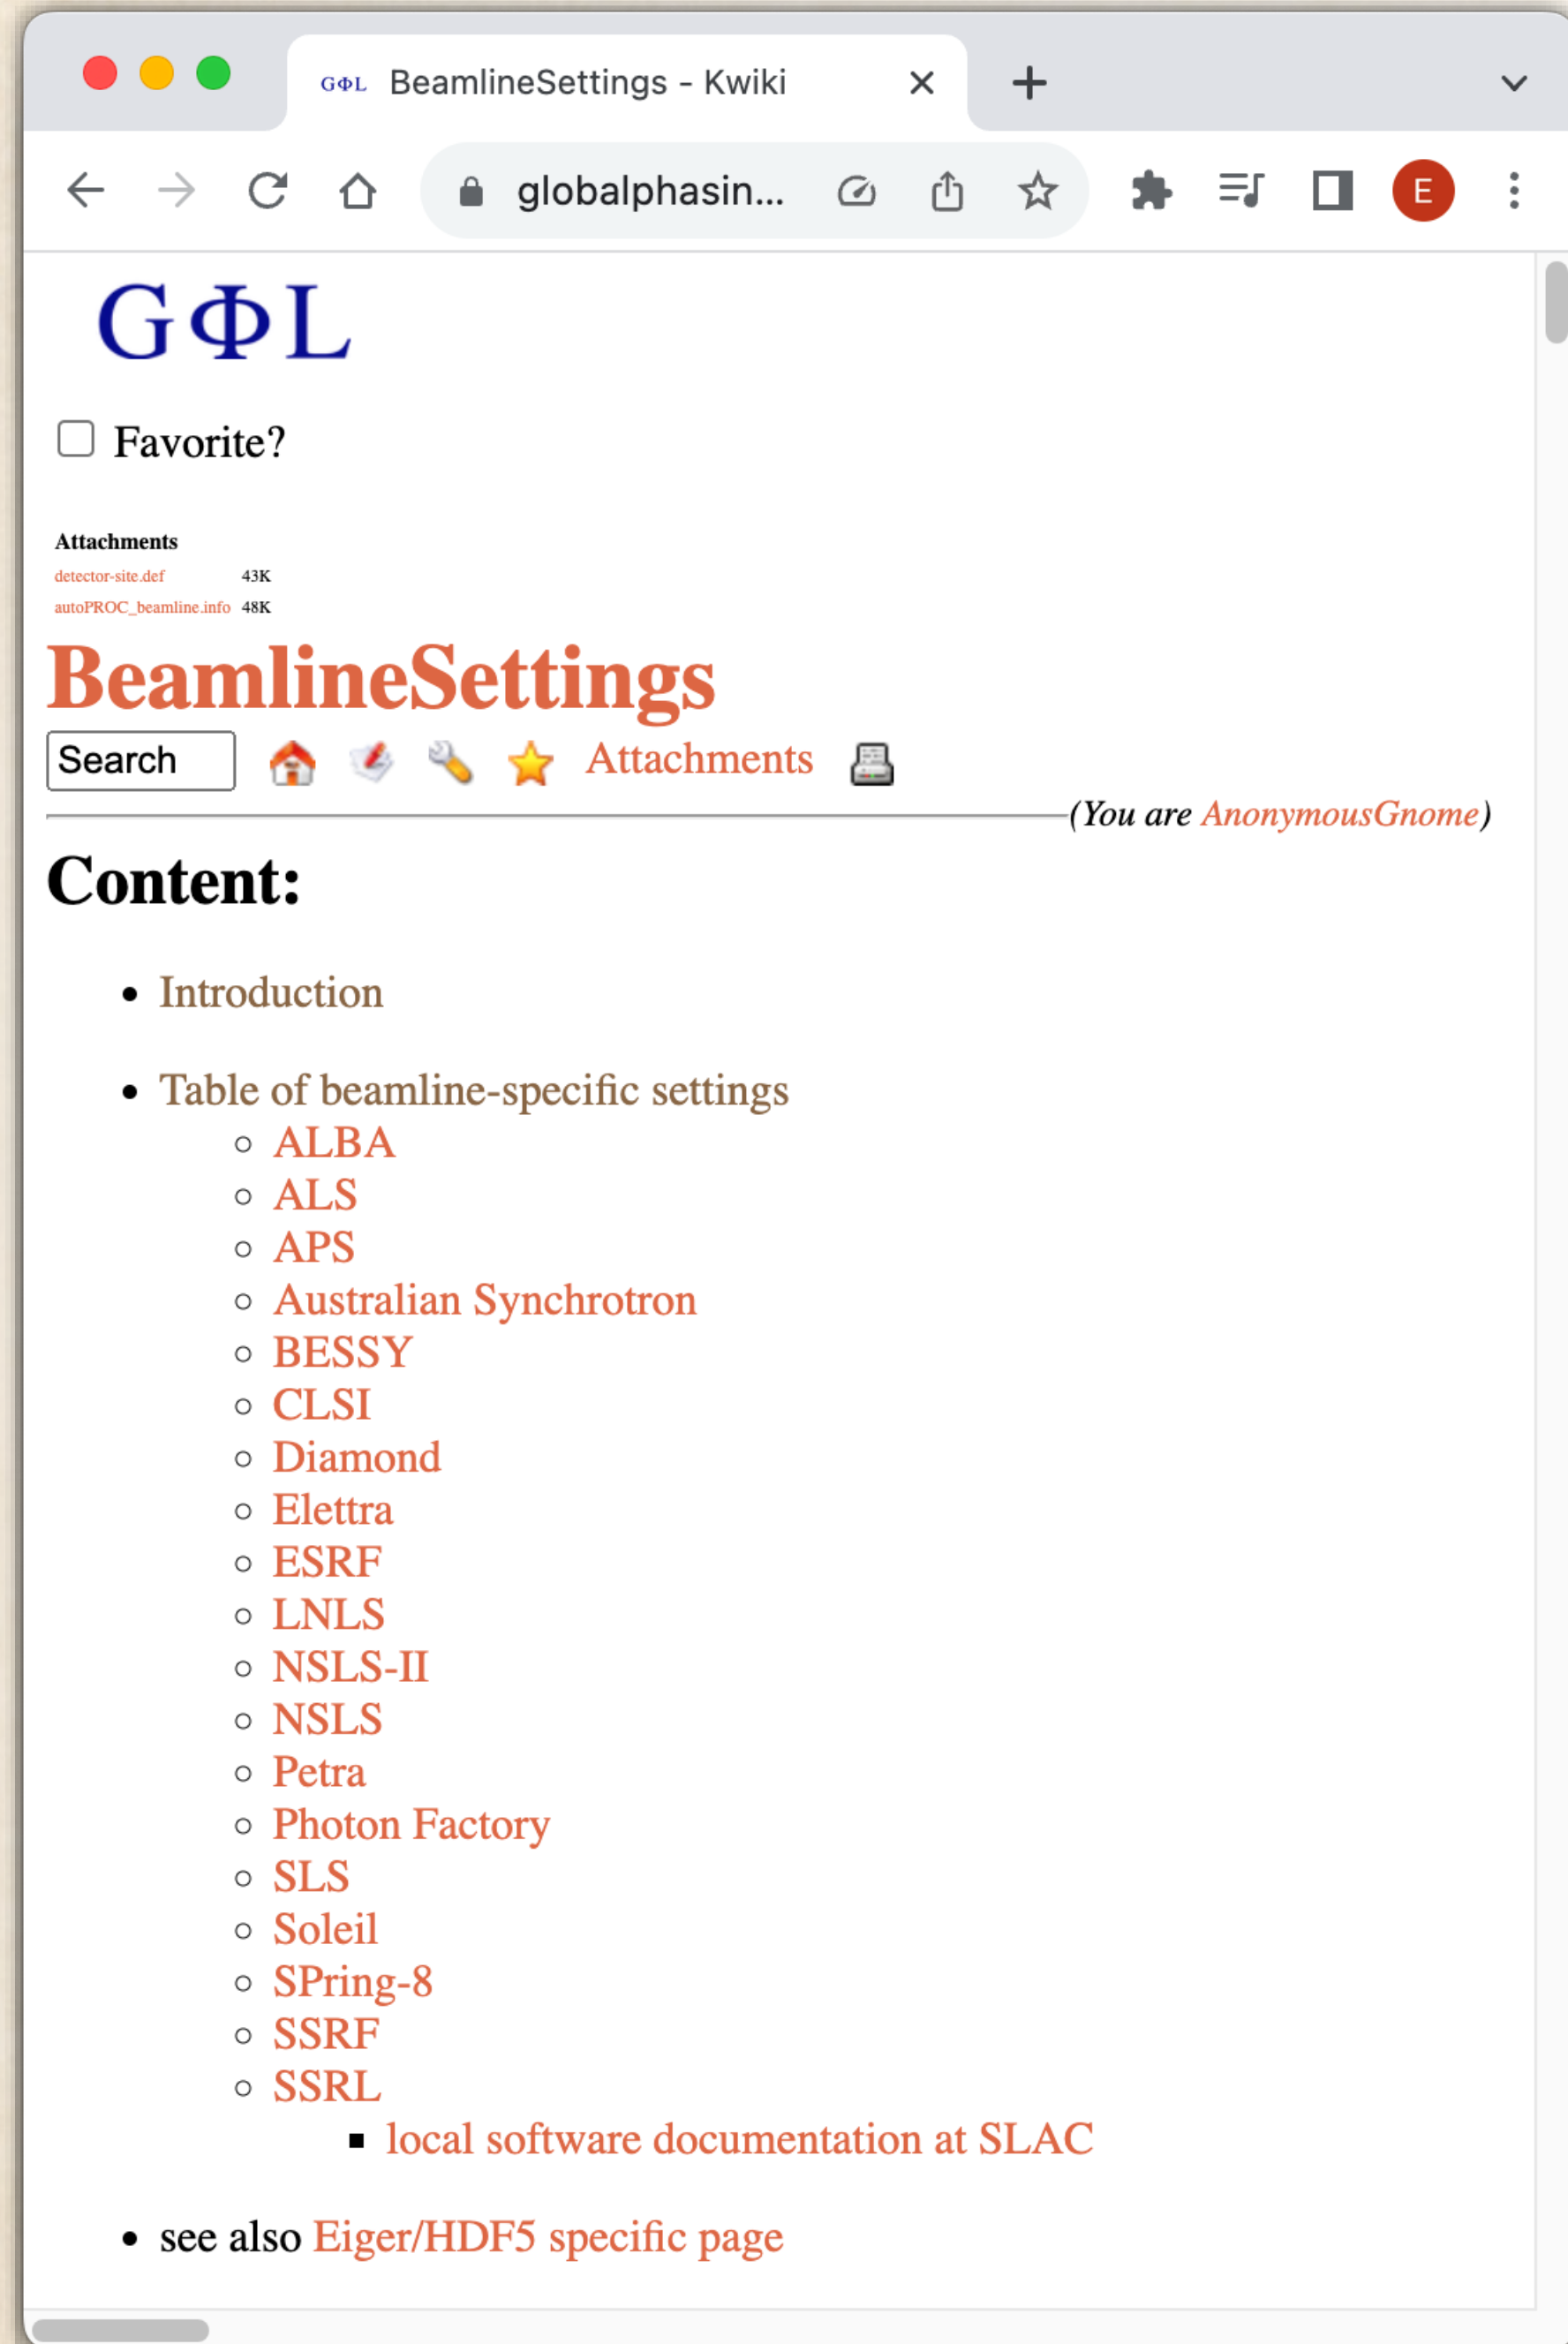 GΦL BeamlineSettings - Kwiki
globalphasin...
E
GΦL
Favorite?
Attachments
detector-site.def 43K
autoPROC_beamline.info 48K
BeamlineSettings
Search Attachments
(You are AnonymousGnome)
Content:
Introduction
Table of beamline-specific settings
ALBA
ALS
APS
Australian Synchrotron
BESSY
CLSI
Diamond
Elettra
ESRF
LNLS
NSLS-II
NSLS
Petra
Photon Factory
SLS
Soleil
SPring-8
SSRF
SSRL
local software documentation at SLAC
see also Eiger/HDF5 specific page